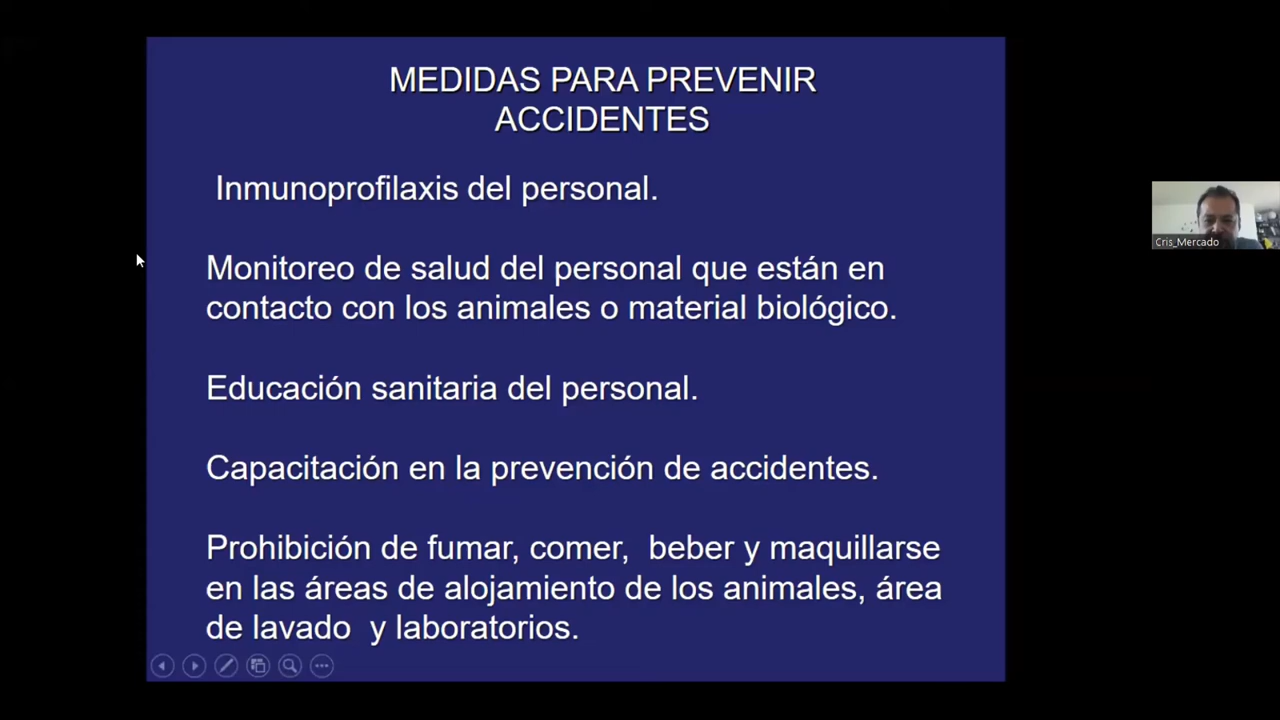 MEDIDAS PARA PREVENIR
ACCIDENTES
Inmunoprofilaxis del personal.
Monitoreo de salud del personal que están en
contacto con los animales o material biológico.
Educación sanitaria del personal.
Capacitación en la prevención de accidentes.
Prohibición de fumar, comer,  beber y maquillarse
en las áreas de alojamiento de los animales, área
de lavado  y laboratorios.
Cris_Mercado